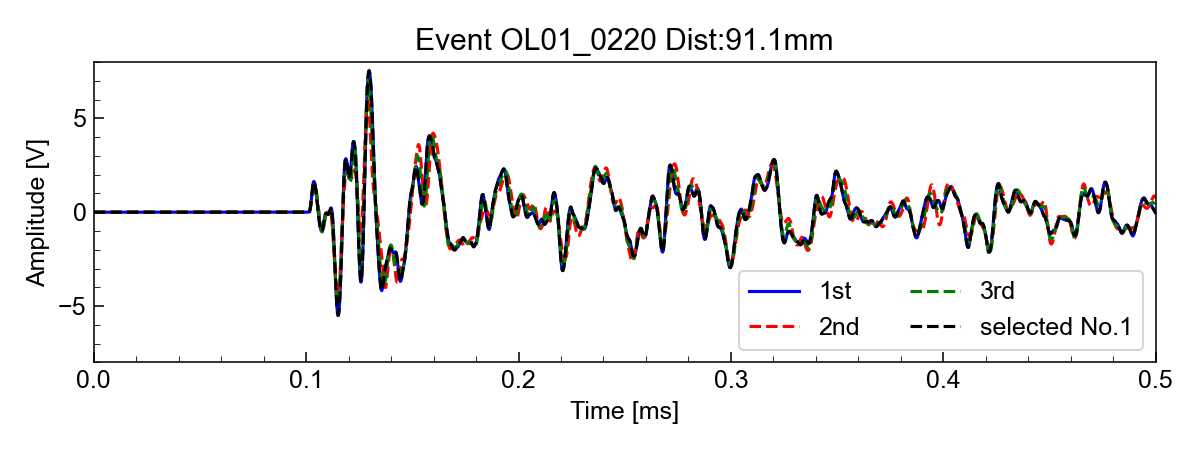 Event OL01_0220 Dist:91.1mm
Amplitude [V]
5
0
−5
1st
2nd
3rd
selected No.1
0.0 0.1 0.2 0.3 0.4 0.5
Time [ms]